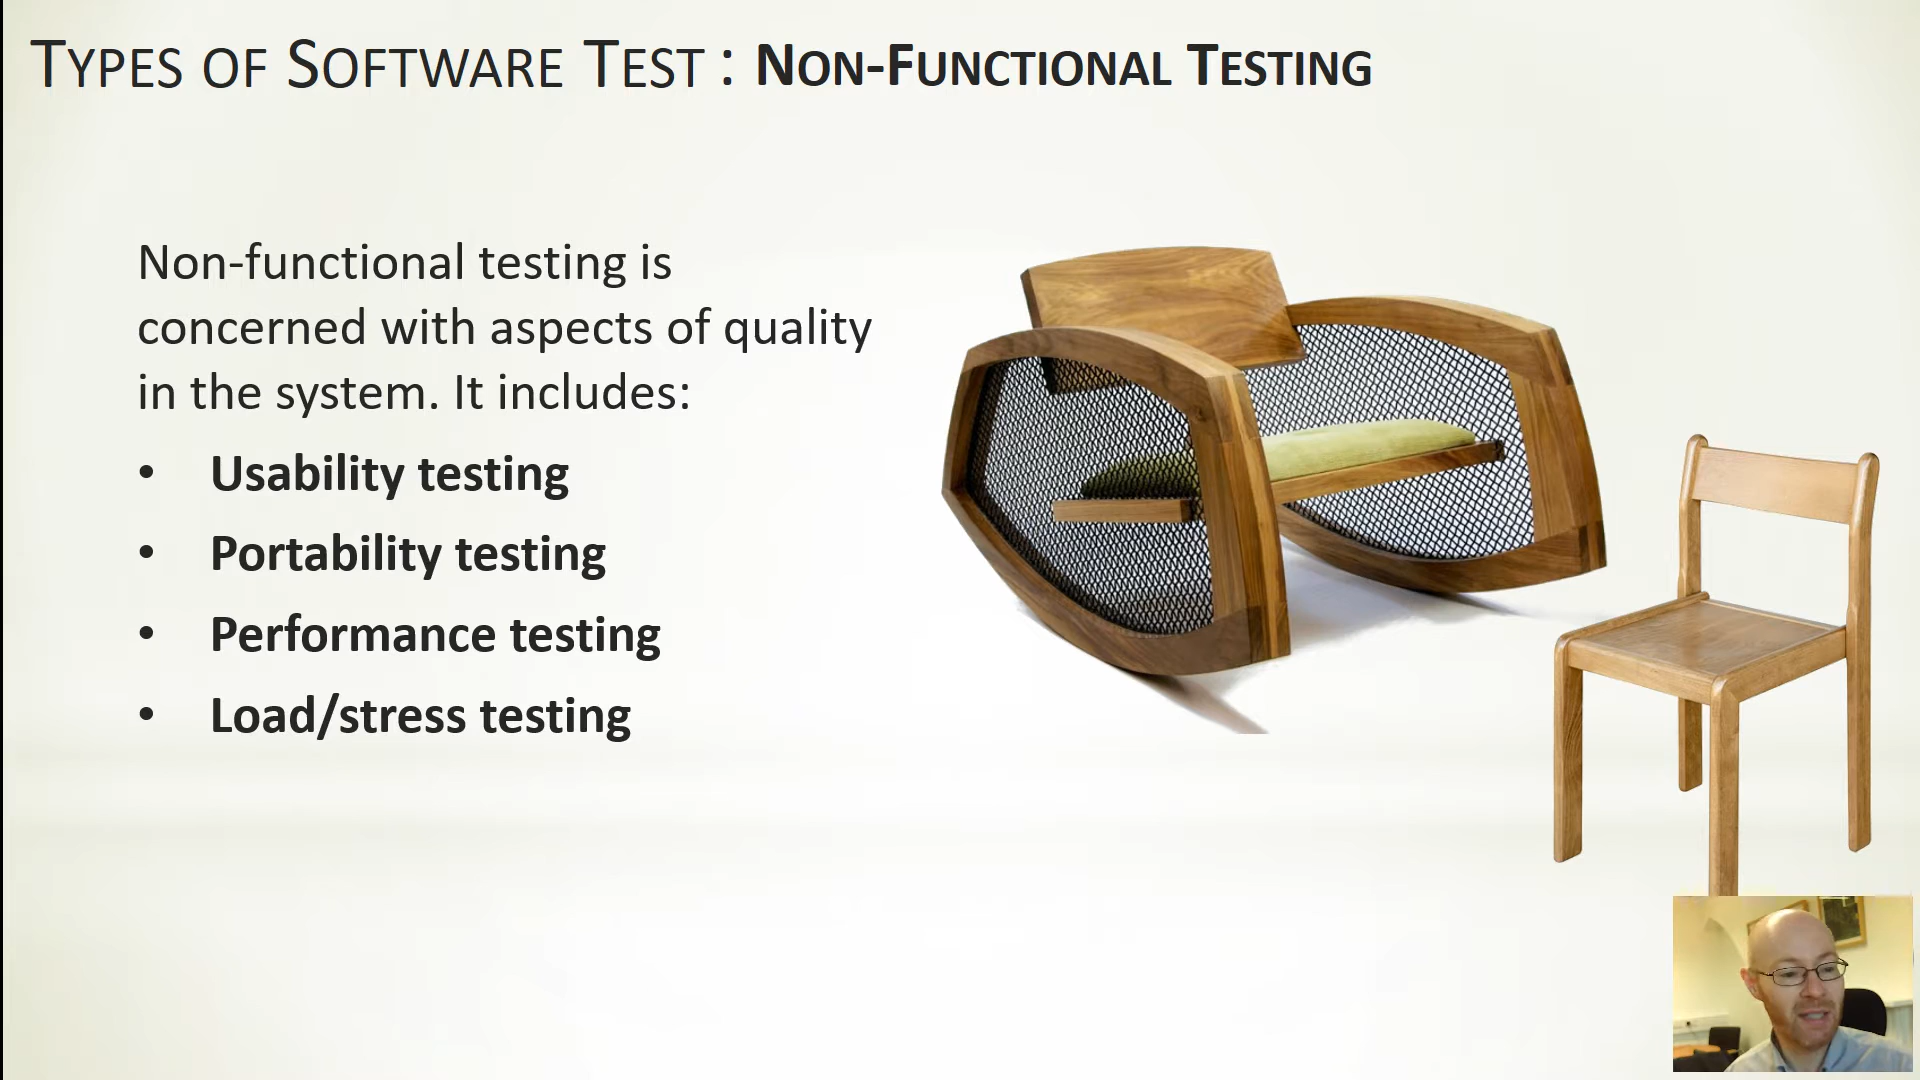 Types of Software Test : Non-Functional Testing
Non-functional testing is
concerned with aspects of quality
in the system. It includes:
• Usability testing
• Portability testing
• Performance testing
• Load/stress testing